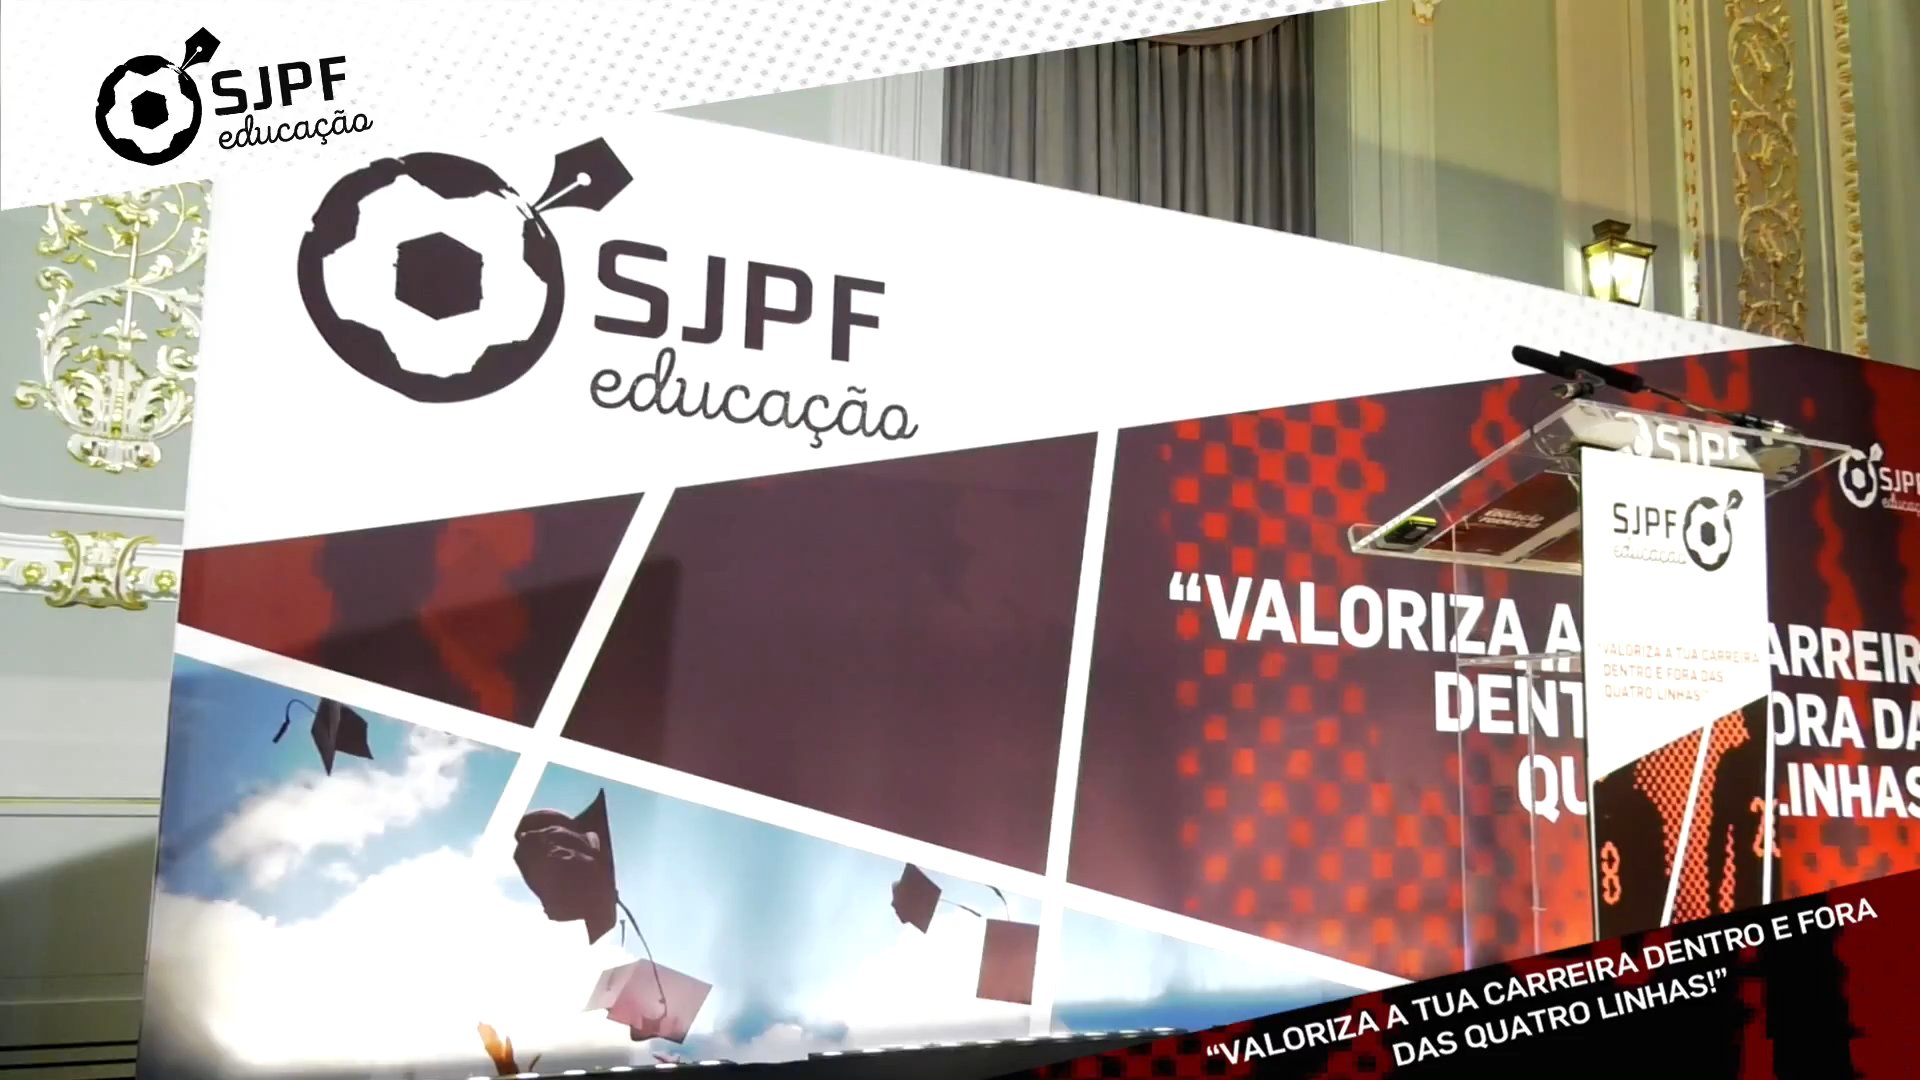 SJPF
educação
SJPF
educação
SJPF
SJPF
educação
SJPF
educação
“VALORIZA A
ARREIR
DENT
ORA DA
QU
LINHAS
VALORIZA A TUA CARREIRA
DENTRO E FORA DAS
QUATRO LINHAS”
“VALORIZA A TUA CARREIRA DENTRO E FORA
DAS QUATRO LINHAS!”